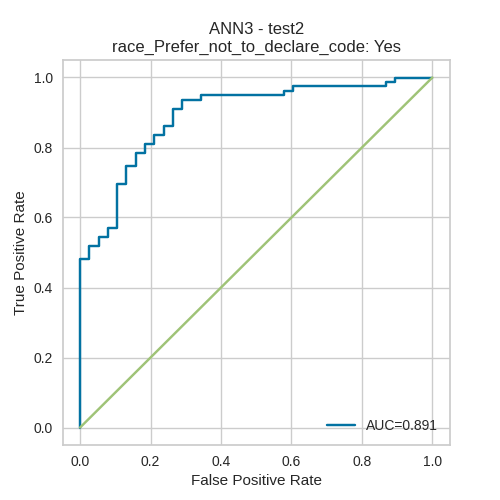 ANN3 - test2
race_Prefer_not_to_declare_code: Yes
1.0
0.8
0.6
0.4
0.2
0.0
True Positive Rate
0.0 0.2 0.4 0.6 0.8 1.0
False Positive Rate
AUC=0.891